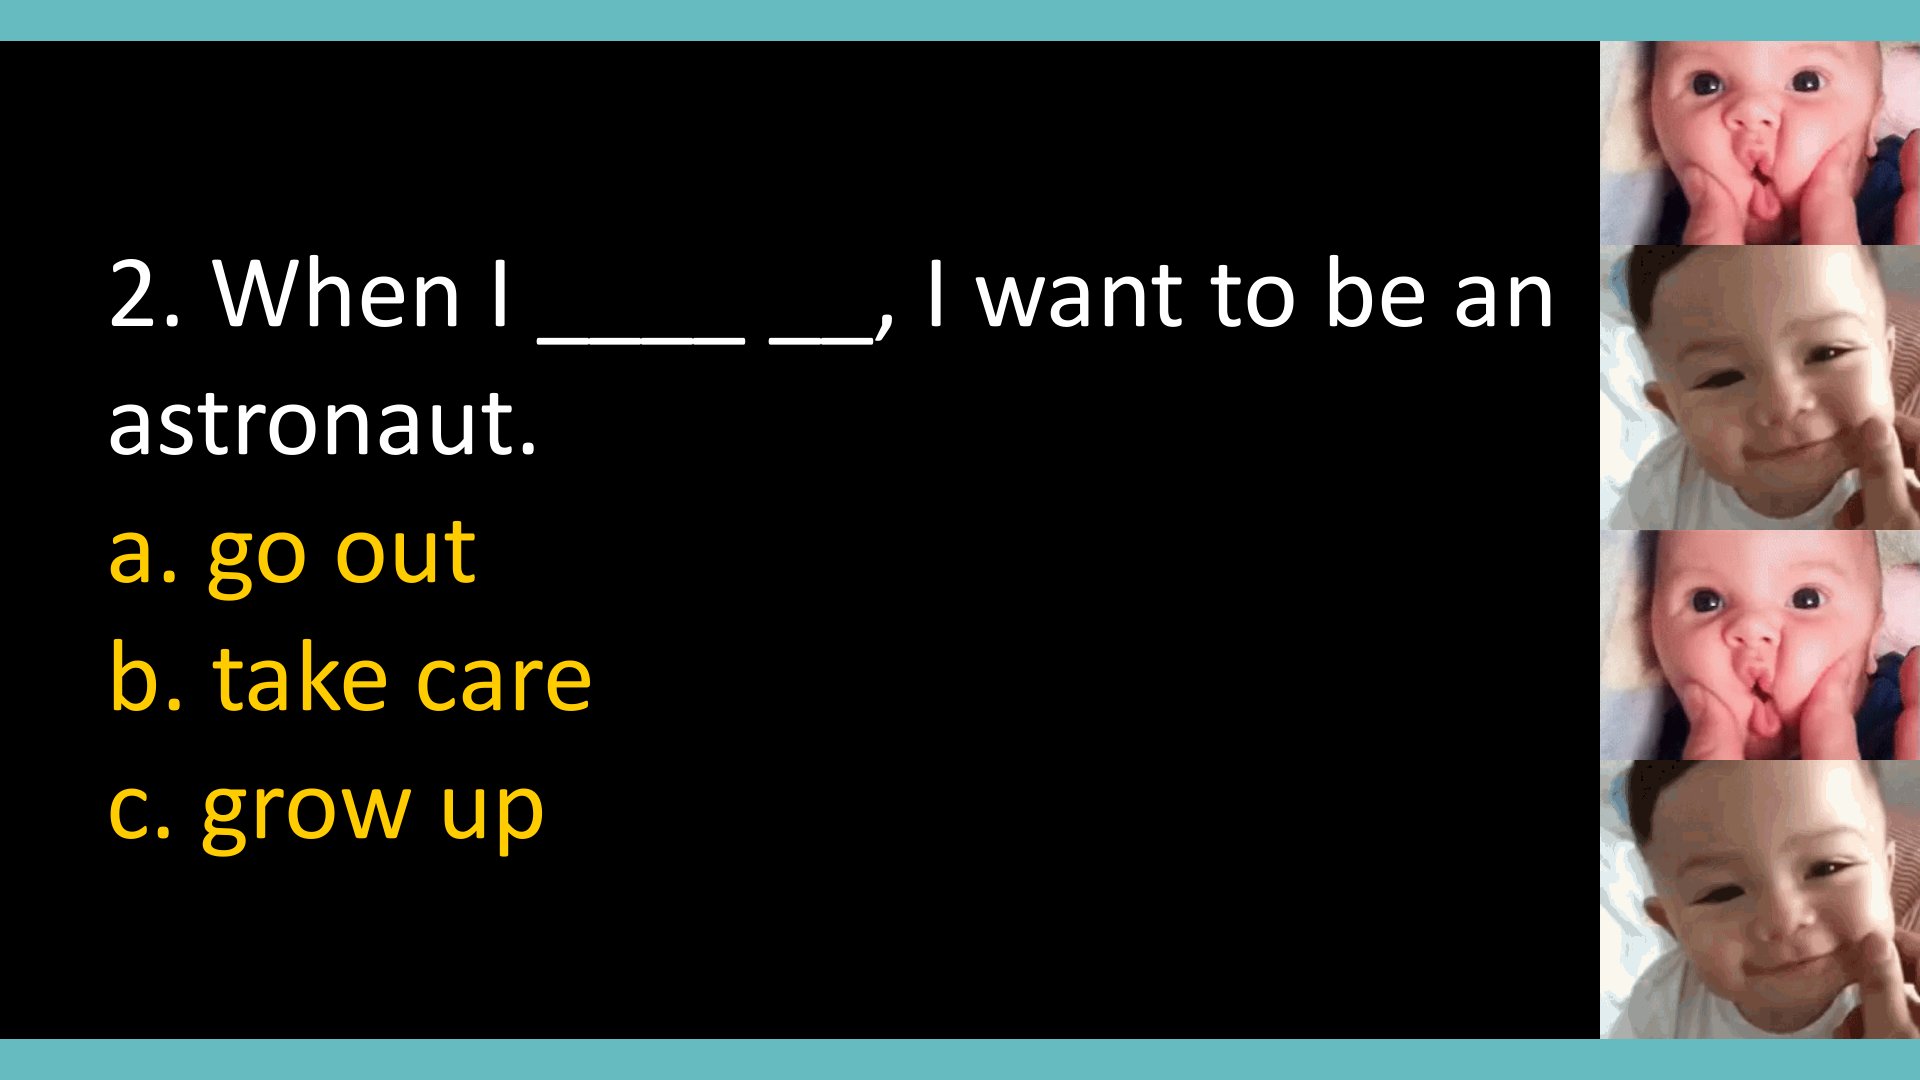 2. When I ____ __, I want to be an
astronaut.
a. go out
b. take care
c. grow up